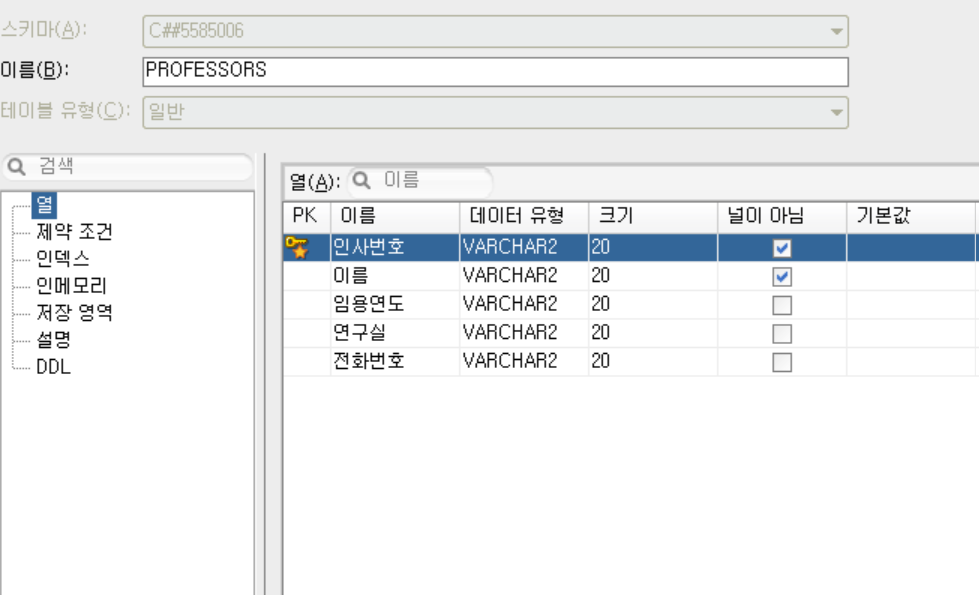 스키마(A): C##5585006
이름(B): PROFESSORS
테이블 유형(C): 일반
검색
열
제약 조건
인덱스
인메모리
저장 영역
설명
DDL
열(A): 이름
PK 이름 데이터 유형 크기 널이 아님 기본값
인사번호 VARCHAR2 20
이름 VARCHAR2 20
임용연도 VARCHAR2 20
연구실 VARCHAR2 20
전화번호 VARCHAR2 20